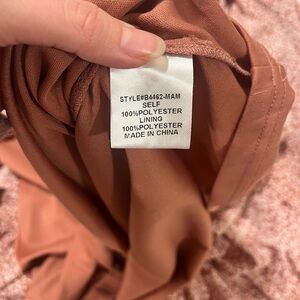 STYLE#B4462-MAM
SELF
100%POLYESTER
LINING
100%POLYESTER
MADE IN CHINA